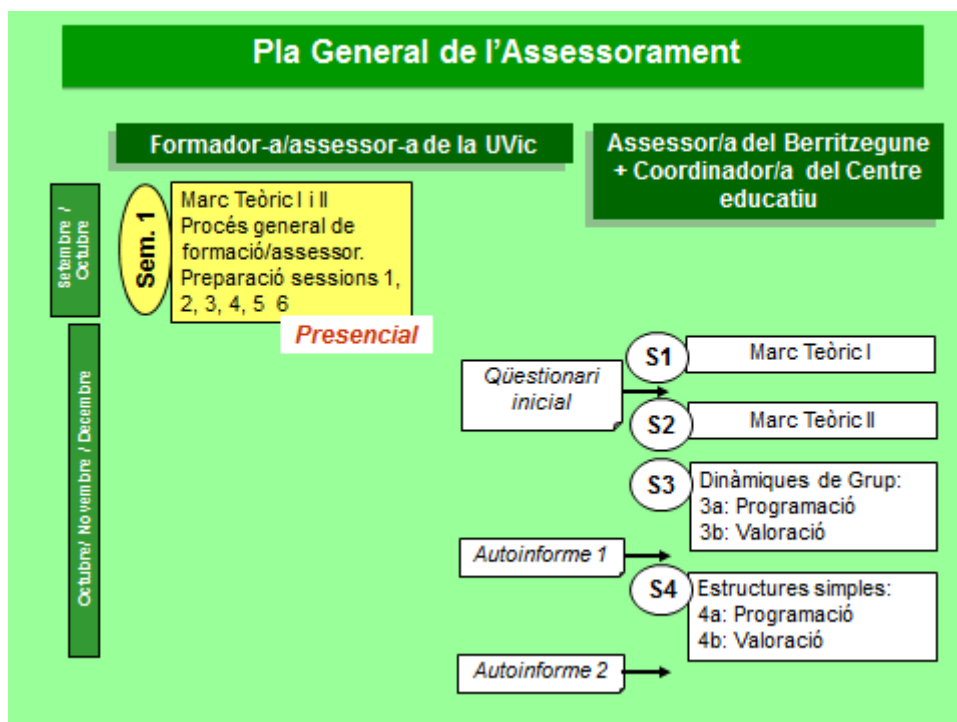 Pla General de l'Assessorament
Formador-a/assessor-a de la UVic
Assessor/a del Berritzegune
+ Coordinador/a del Centre
educatiu
Setembre /
Octubre
Sem. 1
Marc Teòric I i II
Procés general de
formació/assessor.
Preparació sessions 1,
2, 3, 4, 5 6
Presencial
Octubre/ Novembre / Decembre
Qüestionari
inicial
S1
Marc Teòric I
S2
Marc Teòric II
S3
Dinàmiques de Grup:
3a: Programació
3b: Valoració
Autoinforme 1
S4
Estructures simples:
4a: Programació
4b: Valoració
Autoinforme 2